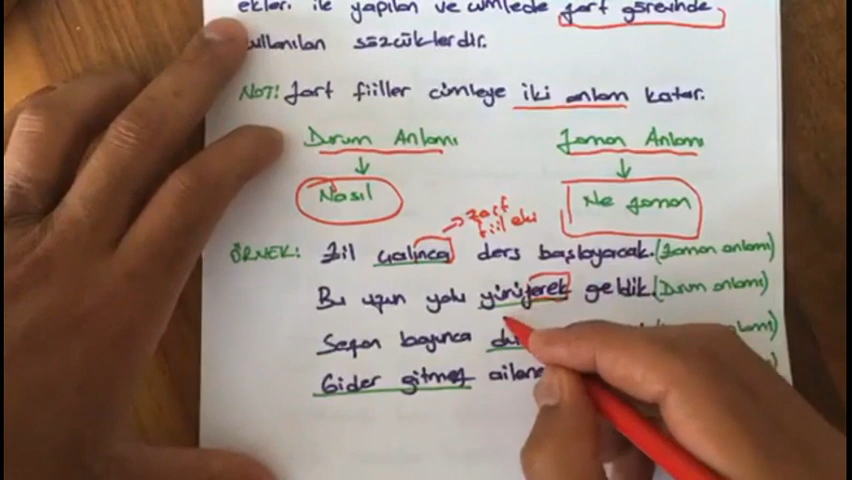 ekleri ile yapılan ve cümlede zarf görevinde
kullanılan sözcüklerdir.
NOT! Zarf fiiller cümleye iki anlam katar.
Durum Anlamı Zaman Anlamı
Nasıl Ne zaman
zarf
fiil eki
ÖRNEK: Zil çalınca ders başlayacak. (Zaman anlamı)
Bu uzun yolu yürüyerek geldik. (Durum anlamı)
Sezon boyunca
Gider gitmez